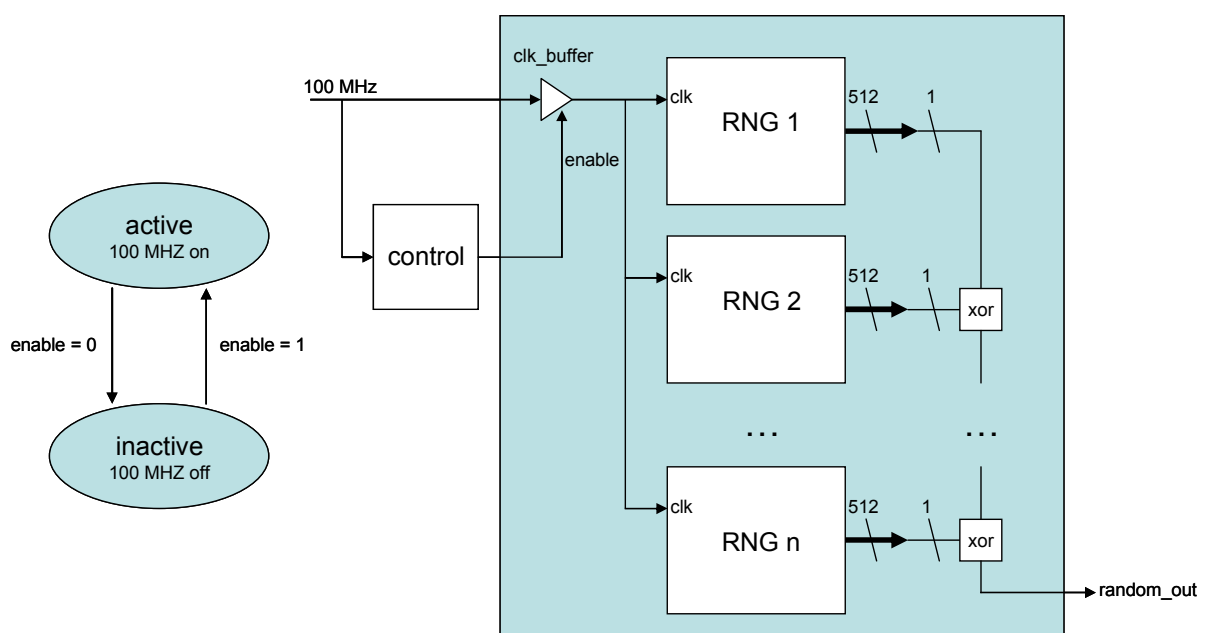 clk_buffer
100 MHz
clk
RNG 1
512
1
enable
active
100 MHZ on
control
clk
RNG 2
512
1
xor
enable = 0
enable = 1
...
...
inactive
100 MHZ off
clk
RNG n
512
1
xor
random_out